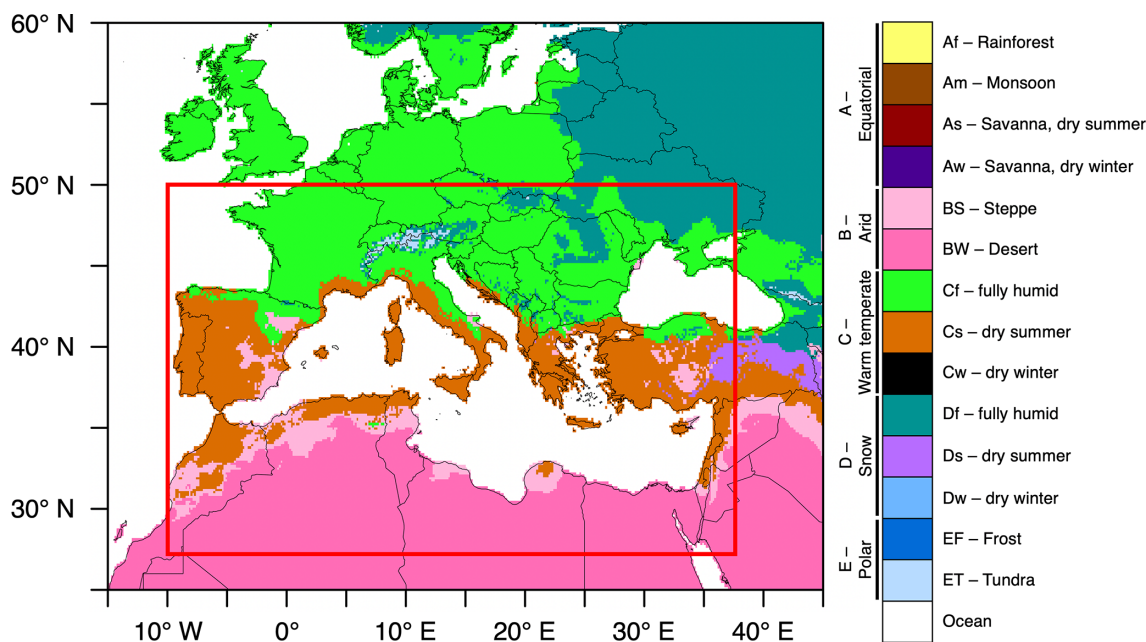 60° N
50° N
40° N
30° N
10° W
0°
10° E
20° E
30° E
40° E
A –
Equatorial
B –
Arid
C –
Warm temperate
D –
Snow
E –
Polar
Af – Rainforest
Am – Monsoon
As – Savanna, dry summer
Aw – Savanna, dry winter
BS – Steppe
BW – Desert
Cf – fully humid
Cs – dry summer
Cw – dry winter
Df – fully humid
Ds – dry summer
Dw – dry winter
EF – Frost
ET – Tundra
Ocean